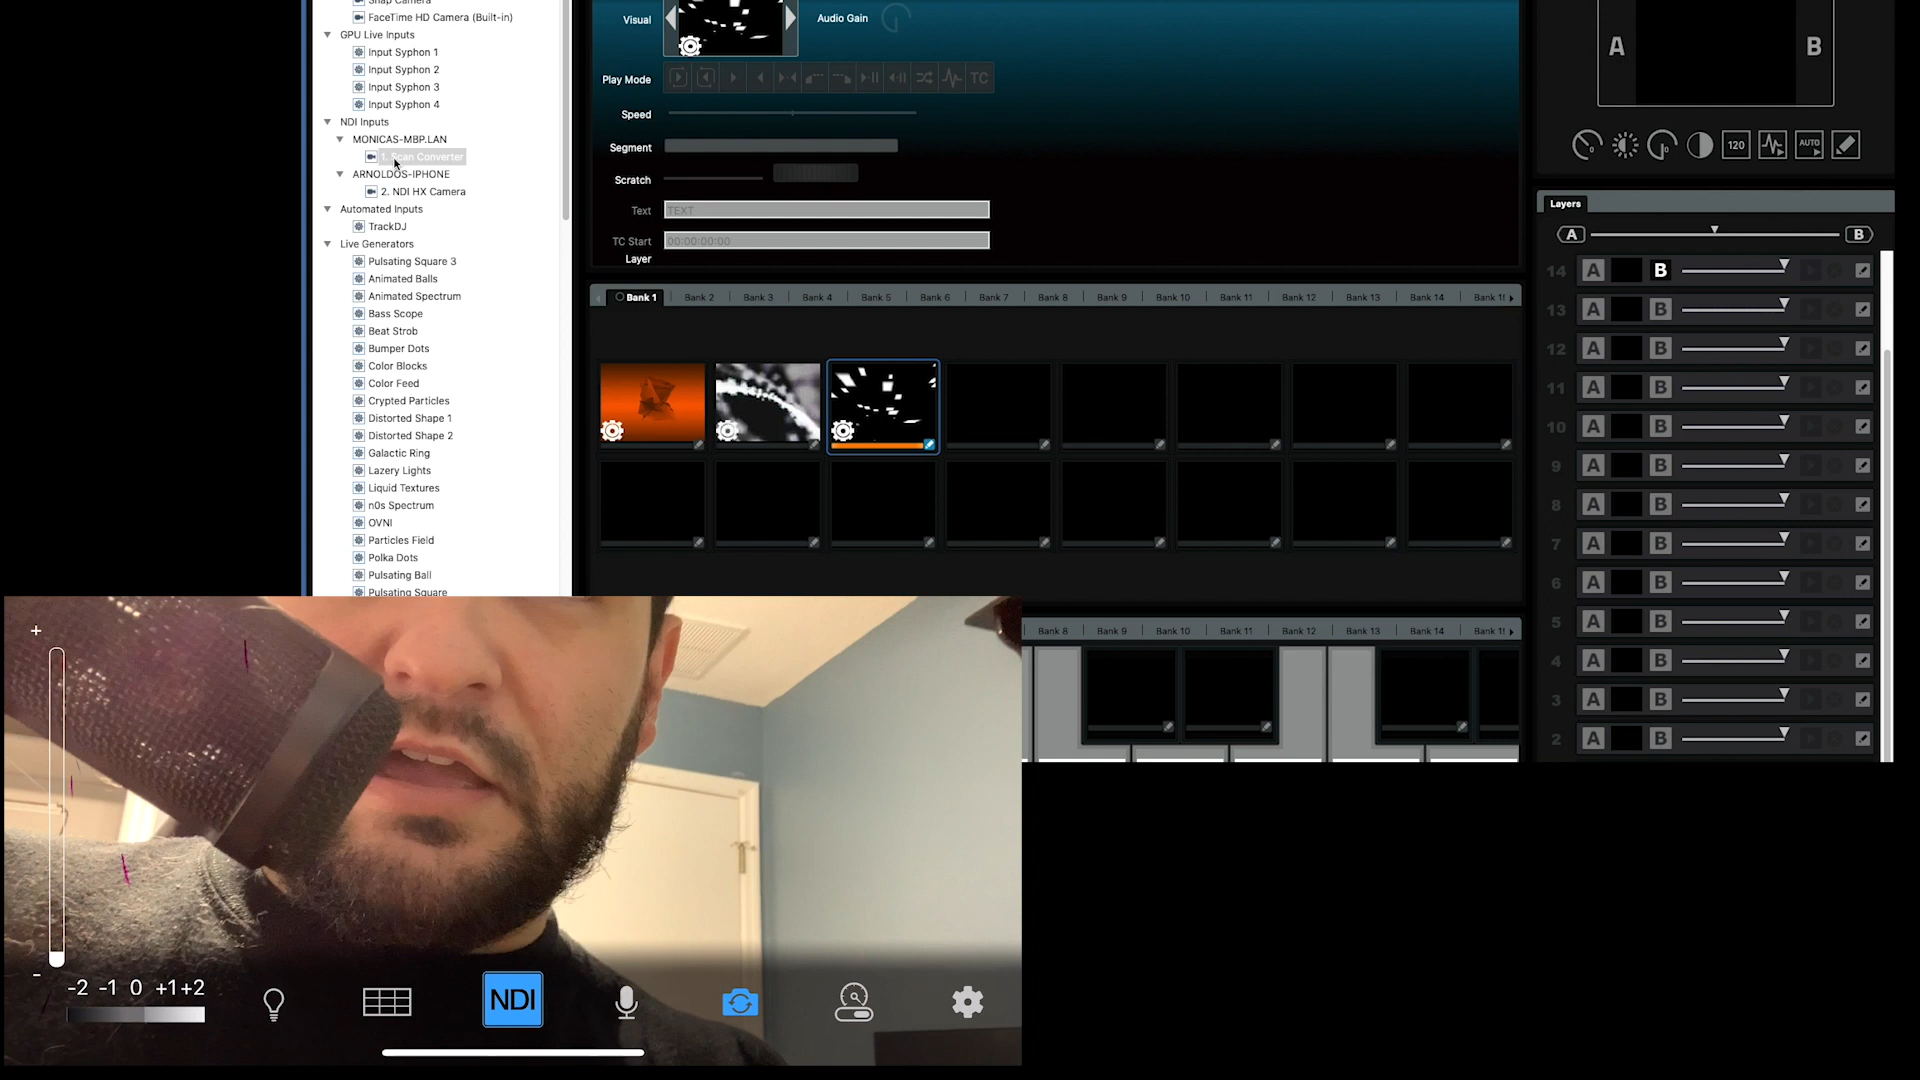 Snap Camera
FaceTime HD Camera (Built-in)
GPU Live Inputs
Input Syphon 1
Input Syphon 2
Input Syphon 3
Input Syphon 4
NDI Inputs
MONICAS-MBP.LAN
1. Scan Converter
ARNOLDOS-IPHONE
2. NDI HX Camera
Automated Inputs
TrackDJ
Live Generators
Pulsating Square 3
Animated Balls
Animated Spectrum
Bass Scope
Beat Strob
Bumper Dots
Color Blocks
Color Feed
Crypted Particles
Distorted Shape 1
Distorted Shape 2
Galactic Ring
Lazery Lights
Liquid Textures
n0s Spectrum
OVNI
Particles Field
Polka Dots
Pulsating Ball
Pulsating Square
Visual
Audio Gain
Play Mode
TC
Speed
Segment
Scratch
Text TEXT
TC Start 00:00:00:00
Layer
Bank 1 Bank 2 Bank 3 Bank 4 Bank 5 Bank 6 Bank 7 Bank 8 Bank 9 Bank 10 Bank 11 Bank 12 Bank 13 Bank 14
Bank 8 Bank 9 Bank 10 Bank 11 Bank 12 Bank 13 Bank 14
A B
120 AUTO
Layers
A B
14 A B
13 A B
12 A B
11 A B
10 A B
9 A B
8 A B
7 A B
6 A B
5 A B
4 A B
3 A B
2 A B
+
-
-2 -1 0 +1 +2
NDI